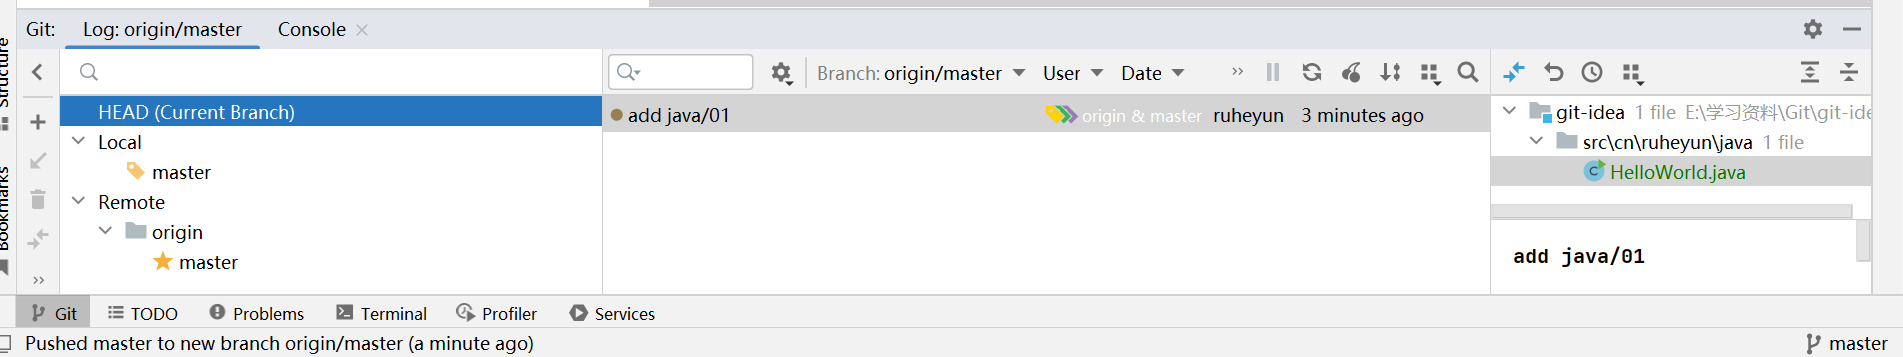 Git: Log: origin/master Console
Structure
Branch: origin/master User Date
HEAD (Current Branch)
Local
master
Remote
origin
master
add java/01 origin & master ruheyun 3 minutes ago
git-idea 1 file E:\学习资料\Git\git-ide
src\cn\ruheyun\java 1 file
HelloWorld.java
add java/01
Bookmarks
Git TODO Problems Terminal Profiler Services
Pushed master to new branch origin/master (a minute ago) master